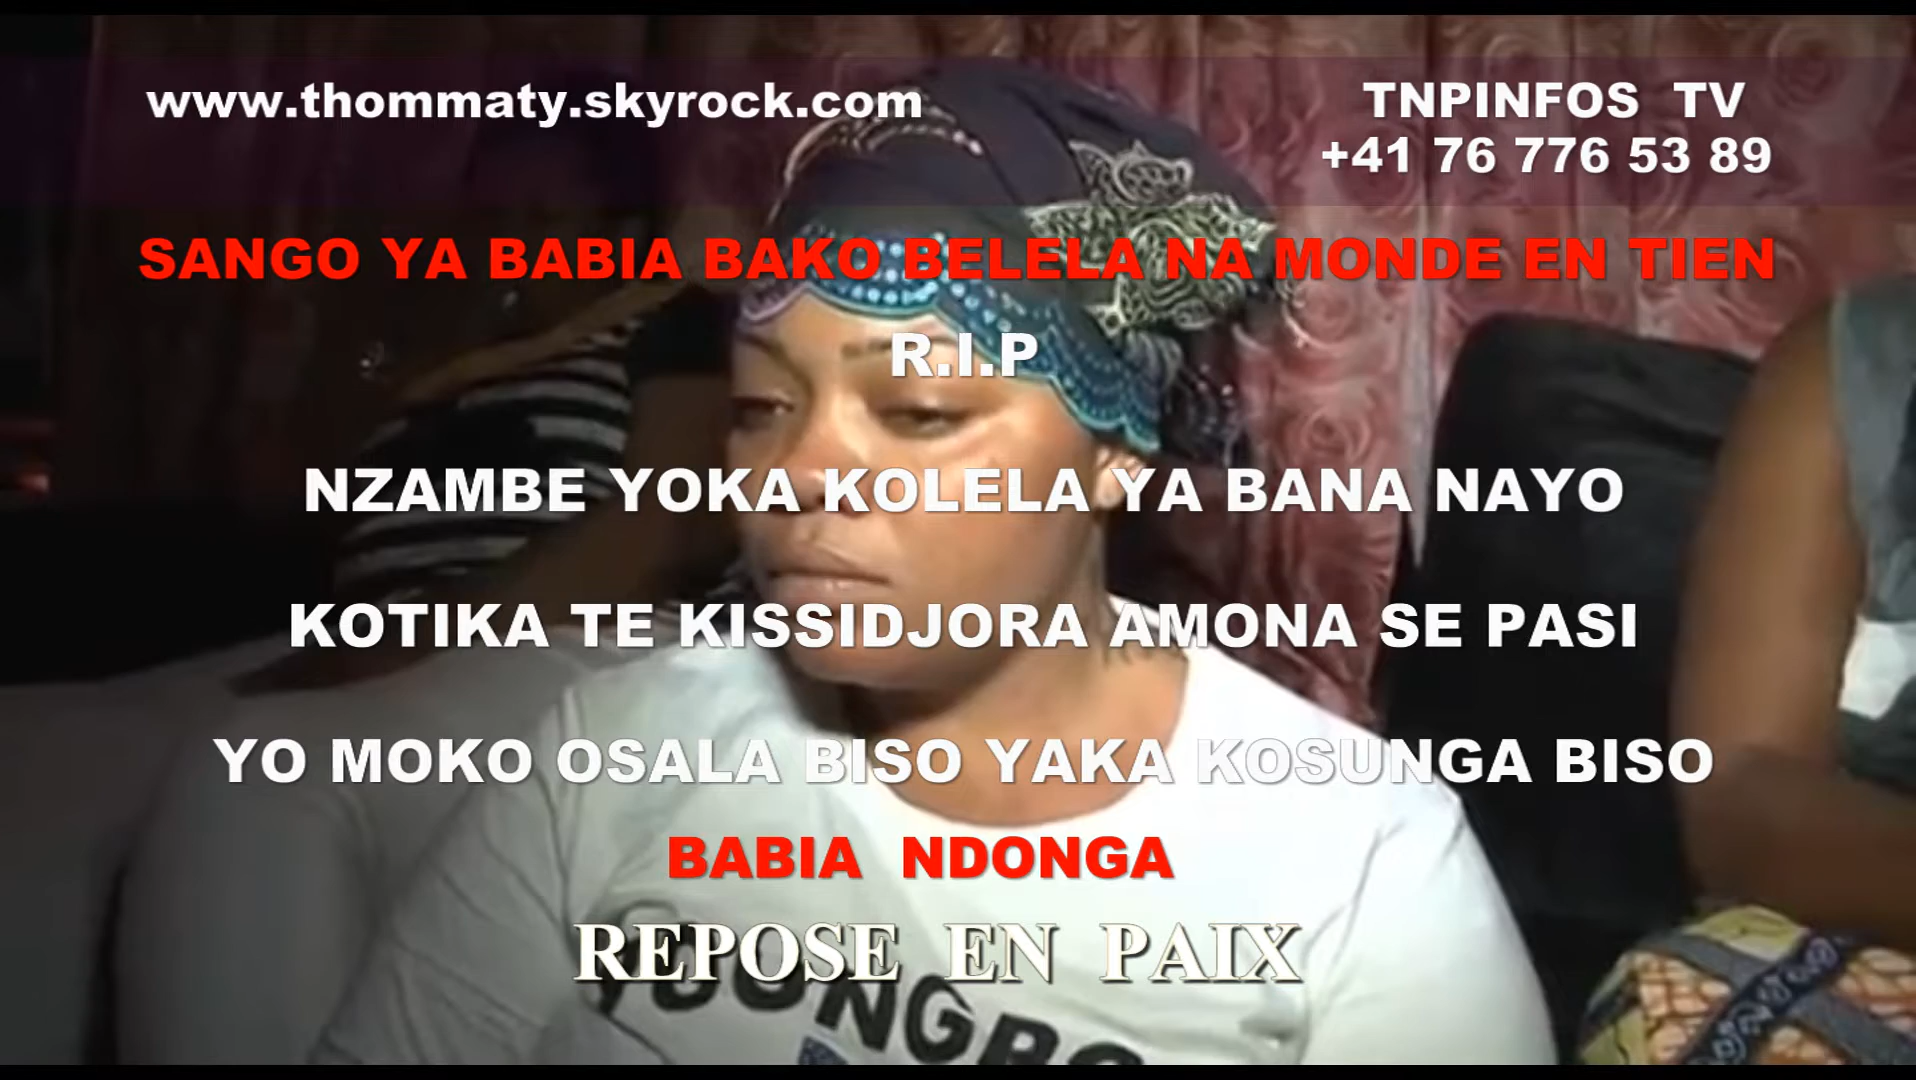 www.thommaty.skyrock.com
TNPINFOS TV
+41 76 776 53 89
SANGO YA BABIA BAKO BELELA NA MONDE EN TIEN
R.I.P
NZAMBE YOKA KOLELA YA BANA NAYO
KOTIKA TE KISSIDJORA AMONA SE PASI
YO MOKO OSALA BISO YAKA KOSUNGA BISO
BABIA NDONGA
REPOSE EN PAIX